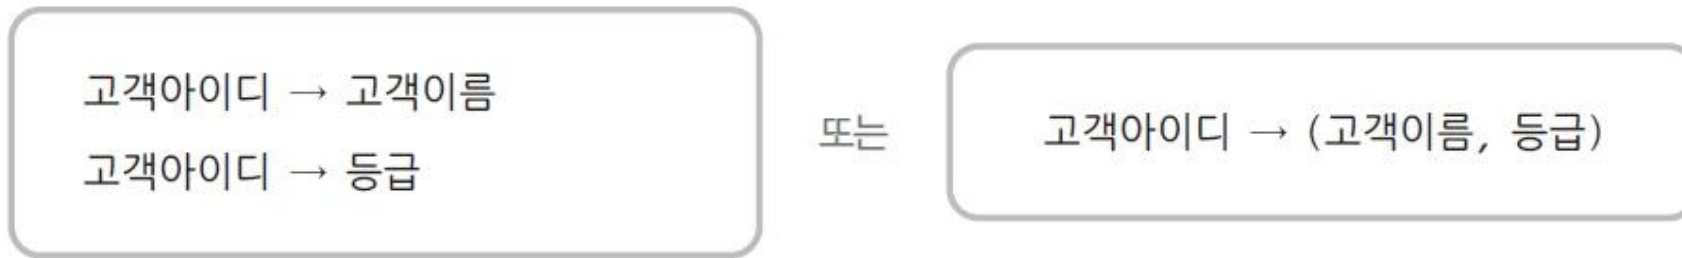 고객아이디 → 고객이름
고객아이디 → 등급
또는
고객아이디 → (고객이름, 등급)